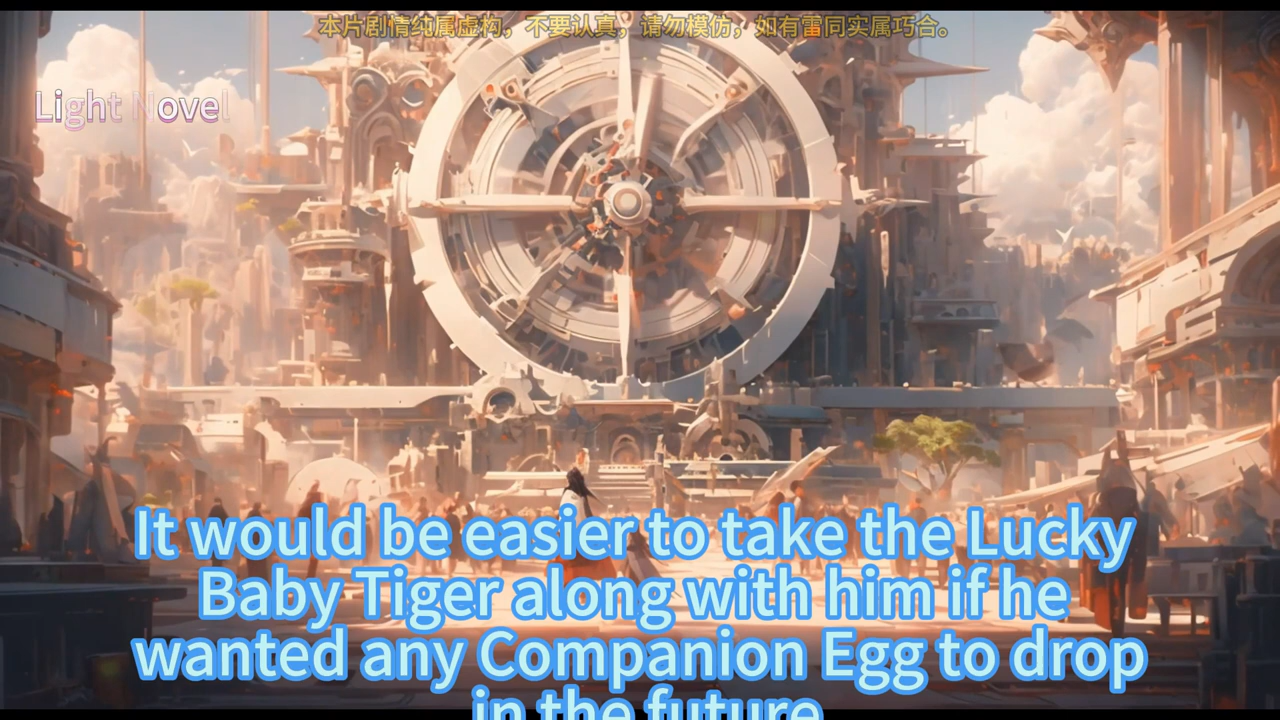 本片剧情纯属虚构，不要认真，请勿模仿，如有雷同实属巧合。
Light Novel
It would be easier to take the Lucky
Baby Tiger along with him if he
wanted any Companion Egg to drop
in the future